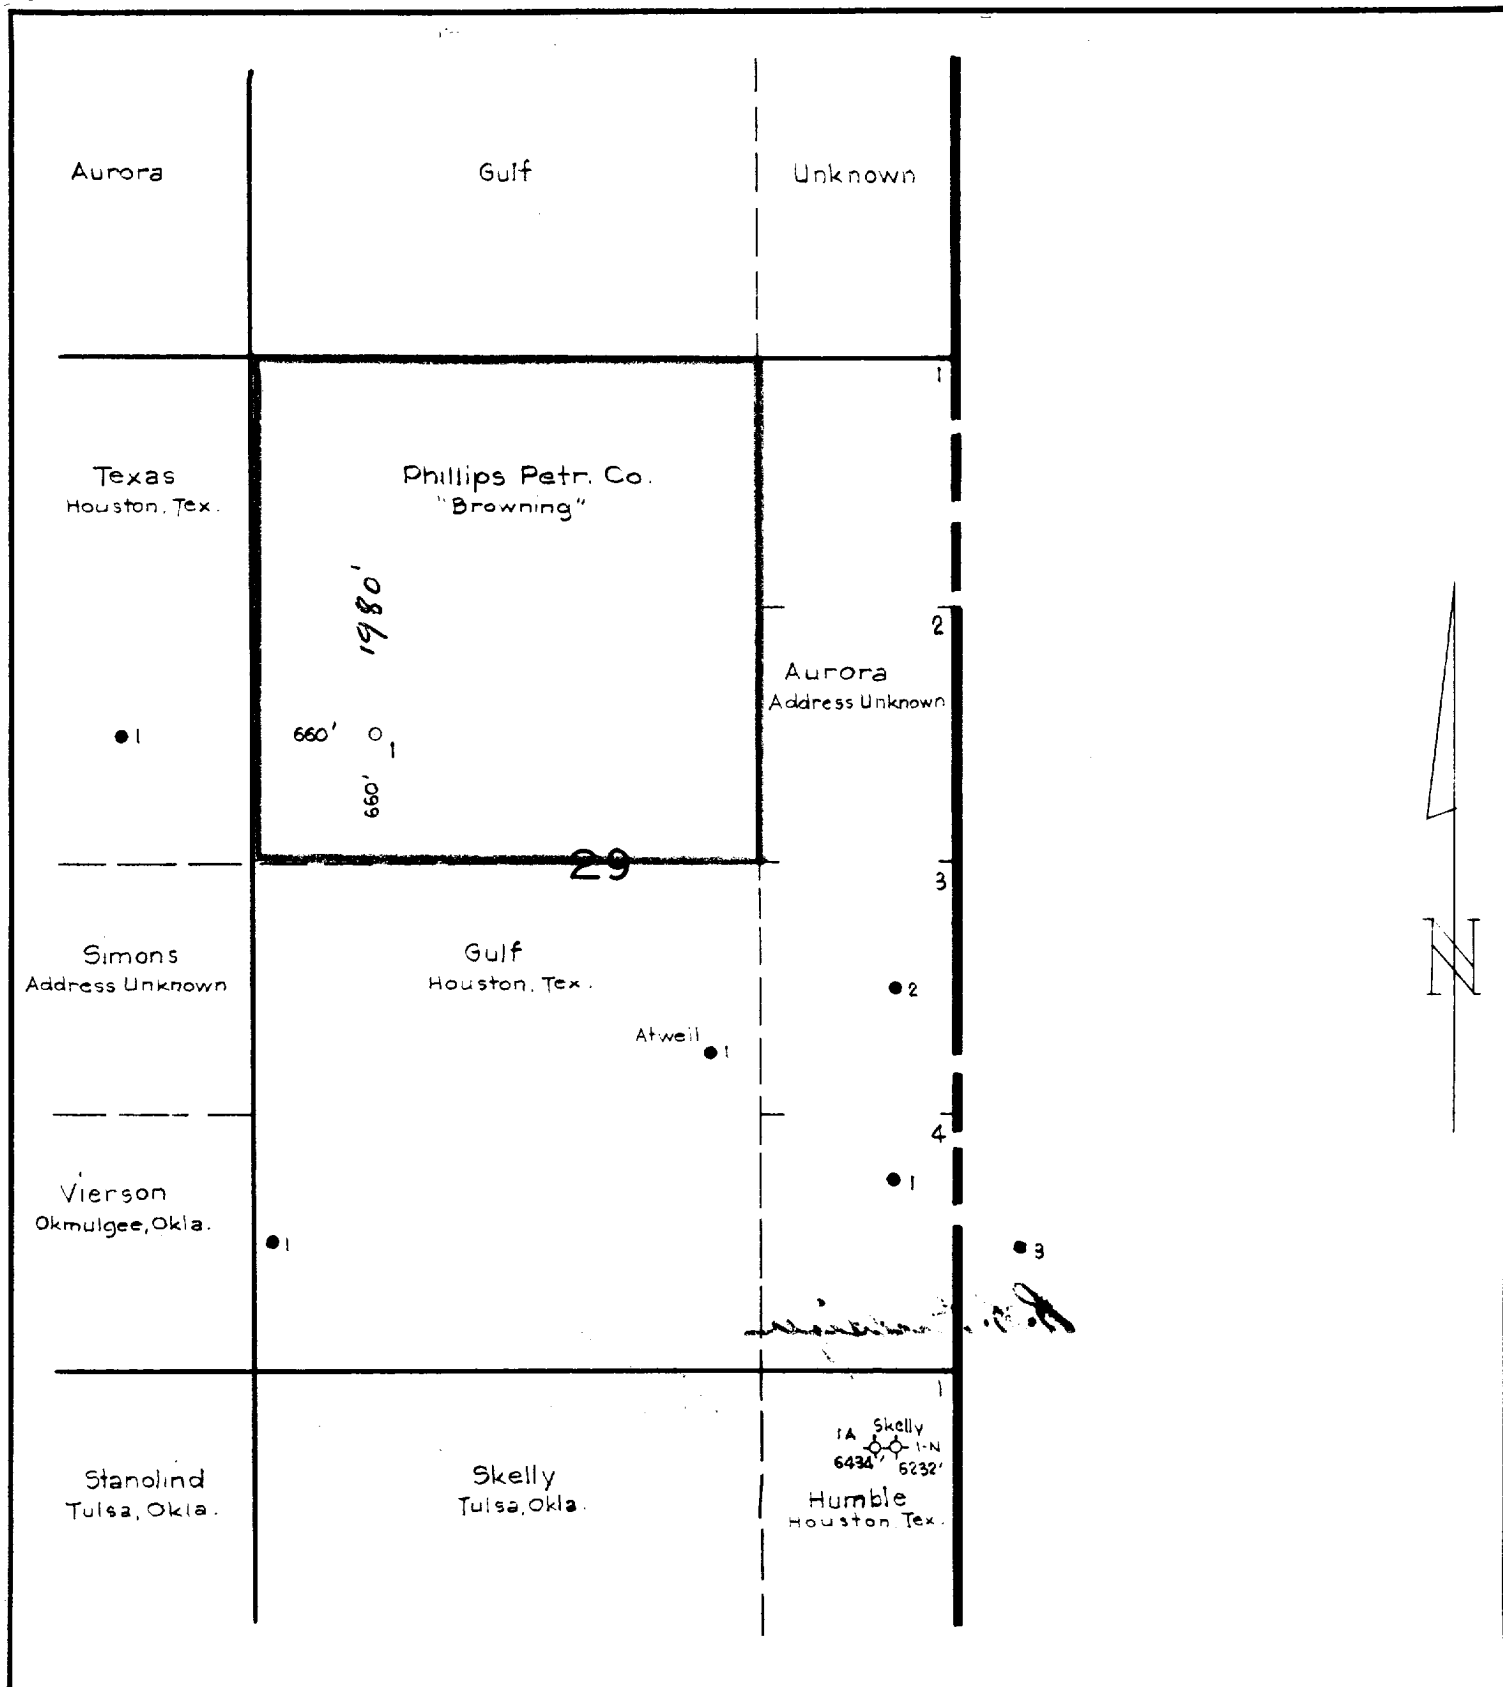 Aurora
Gulf
Unknown
1
Texas
Houston, Tex.
Phillips Petr. Co.
"Browning"
1980'
2
Aurora
Address Unknown
1
660'
1
660'
29
3
Simons
Address Unknown
Gulf
Houston, Tex.
2
Atwell
1
4
Vierson
Okmulgee, Okla.
1
1
3
1
1A Skelly
1-N
6434' 6232'
Stanolind
Tulsa, Okla.
Skelly
Tulsa, Okla.
Humble
Houston Tex.
N